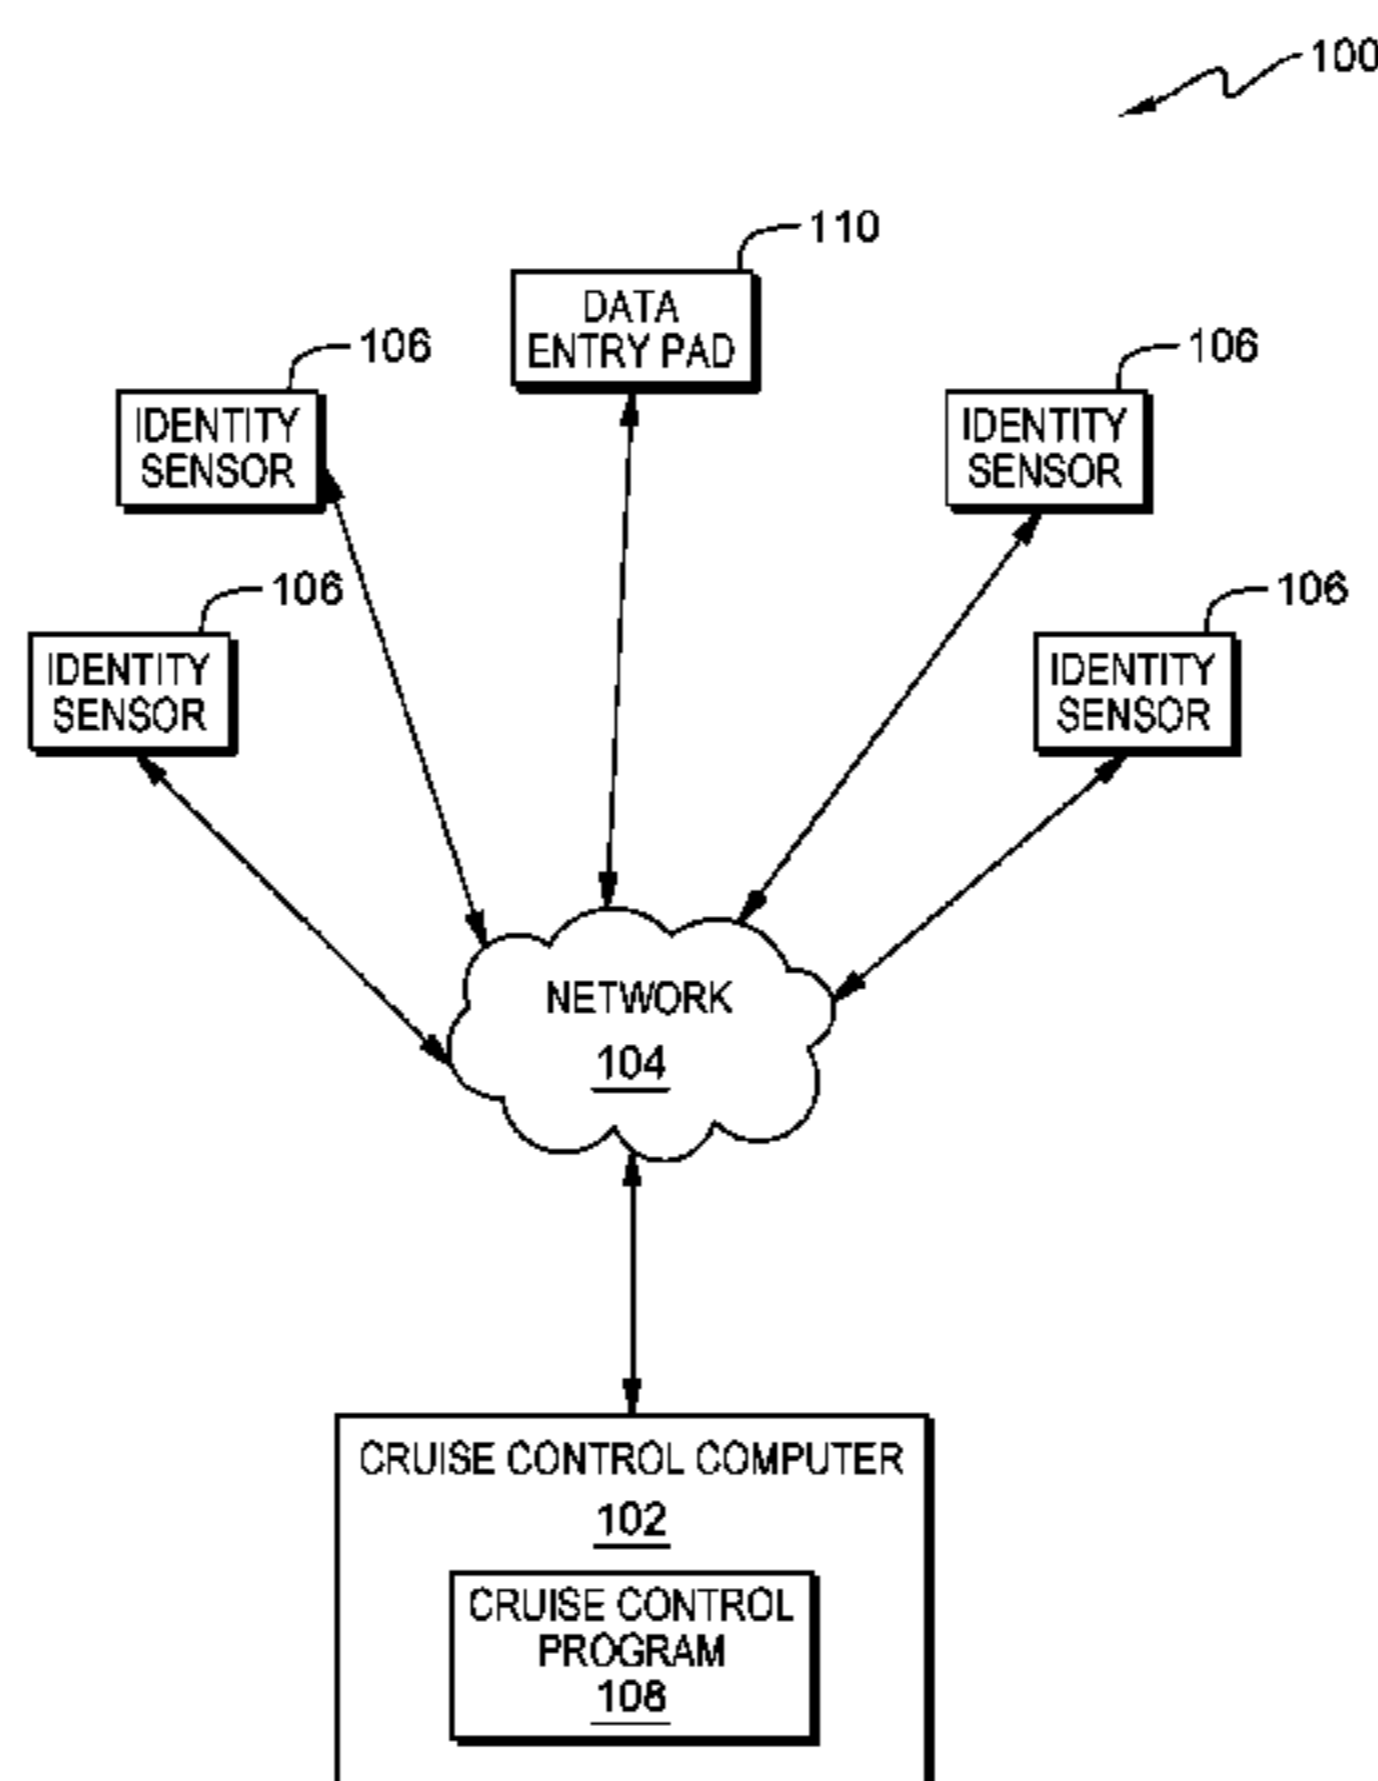 100
110
DATA
ENTRY PAD
106
IDENTITY
SENSOR
106
IDENTITY
SENSOR
106
IDENTITY
SENSOR
106
IDENTITY
SENSOR
NETWORK
104
CRUISE CONTROL COMPUTER
102
CRUISE CONTROL
PROGRAM
108